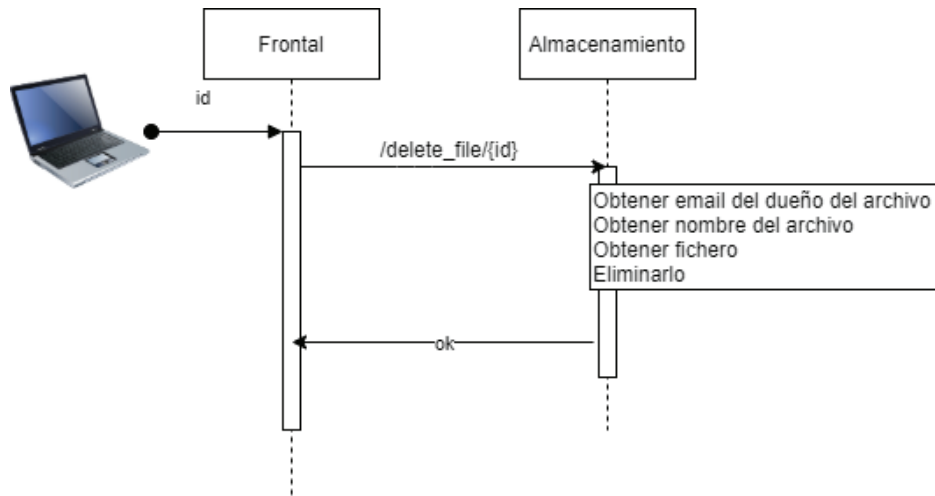 Frontal
Almacenamiento
id
/delete_file/{id}
Obtener email del dueño del archivo
Obtener nombre del archivo
Obtener fichero
Eliminarlo
ok